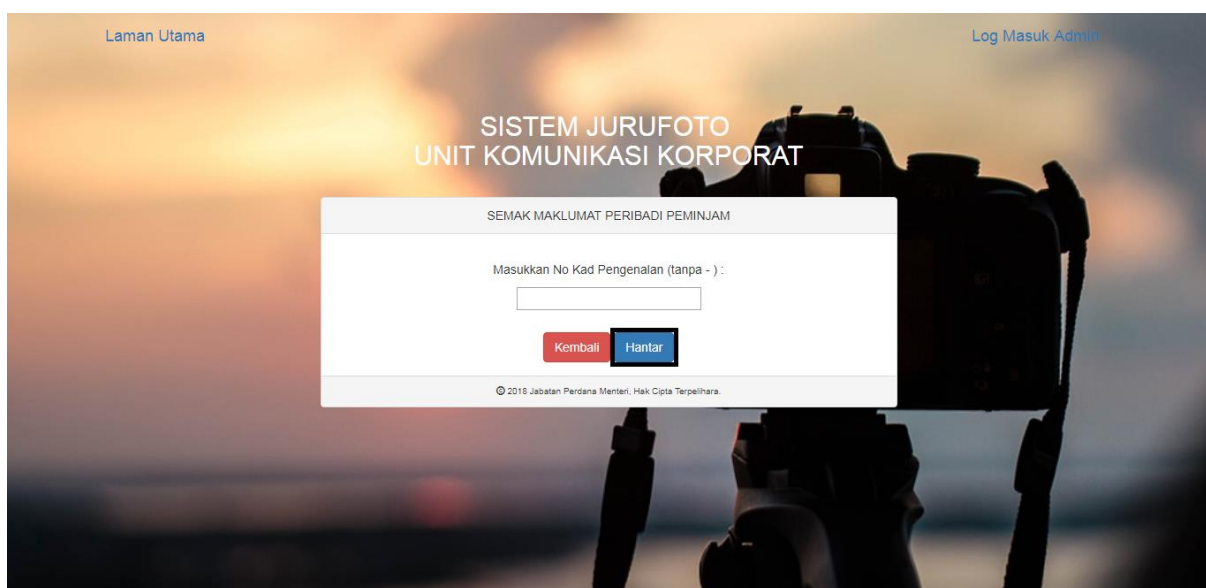 Laman Utama
Log Masuk Admin
SISTEM JURUFOTO
UNIT KOMUNIKASI KORPORAT
SEMAK MAKLUMAT PERIBADI PEMINJAM
Masukkan No Kad Pengenalan (tanpa - ) :
Kembali
Hantar
© 2018 Jabatan Perdana Menteri, Hak Cipta Terpelihara.